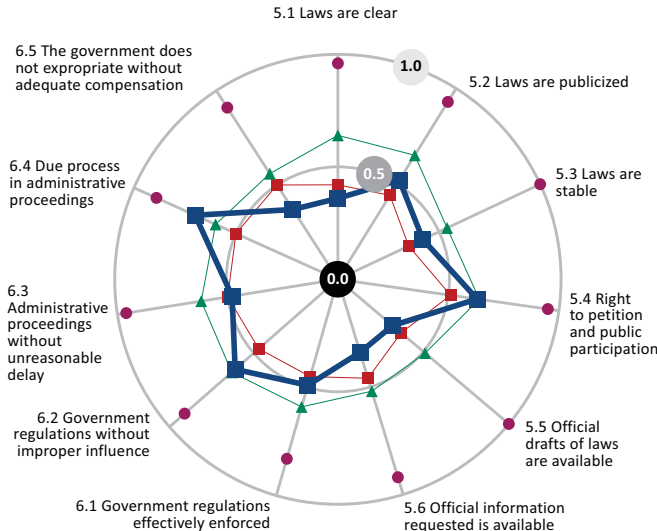 5.1 Laws are clear
1.0
5.2 Laws are publicized
0.5
5.3 Laws are
stable
0.0
5.4 Right
to petition
and public
participation
5.5 Official
drafts of laws
are available
5.6 Official information
requested is available
6.1 Government regulations
effectively enforced
6.2 Government
regulations without
improper influence
6.3
Administrative
proceedings
without
unreasonable
delay
6.4 Due process
in administrative
proceedings
6.5 The government does
not expropriate without
adequate compensation